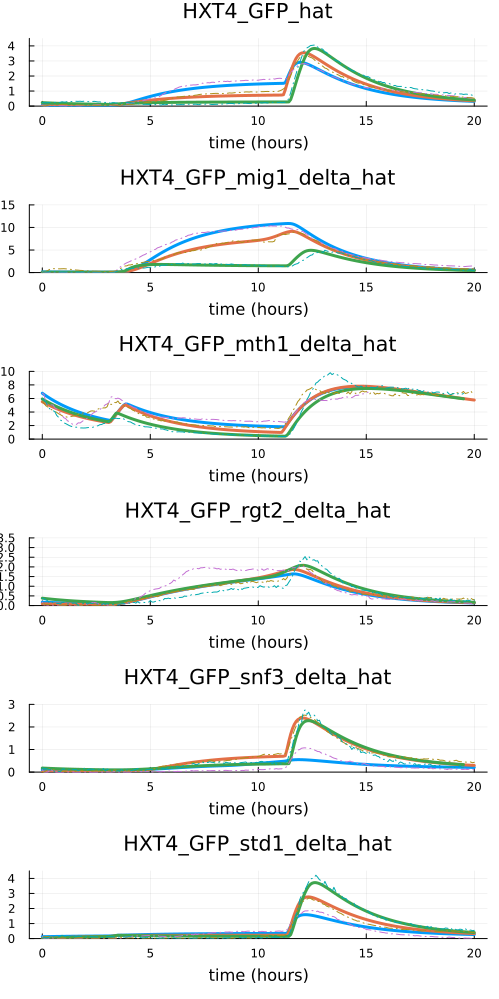 HXT4_GFP_hat
4
3
2
1
0
0 5 10 15 20
time (hours)
HXT4_GFP_mig1_delta_hat
15
10
5
0
0 5 10 15 20
time (hours)
HXT4_GFP_mth1_delta_hat
10
8
6
4
2
0
0 5 10 15 20
time (hours)
HXT4_GFP_rgt2_delta_hat
3.5
3.0
2.5
2.0
1.5
1.0
0.5
0.0
0 5 10 15 20
time (hours)
HXT4_GFP_snf3_delta_hat
3
2
1
0
0 5 10 15 20
time (hours)
HXT4_GFP_std1_delta_hat
4
3
2
1
0
0 5 10 15 20
time (hours)